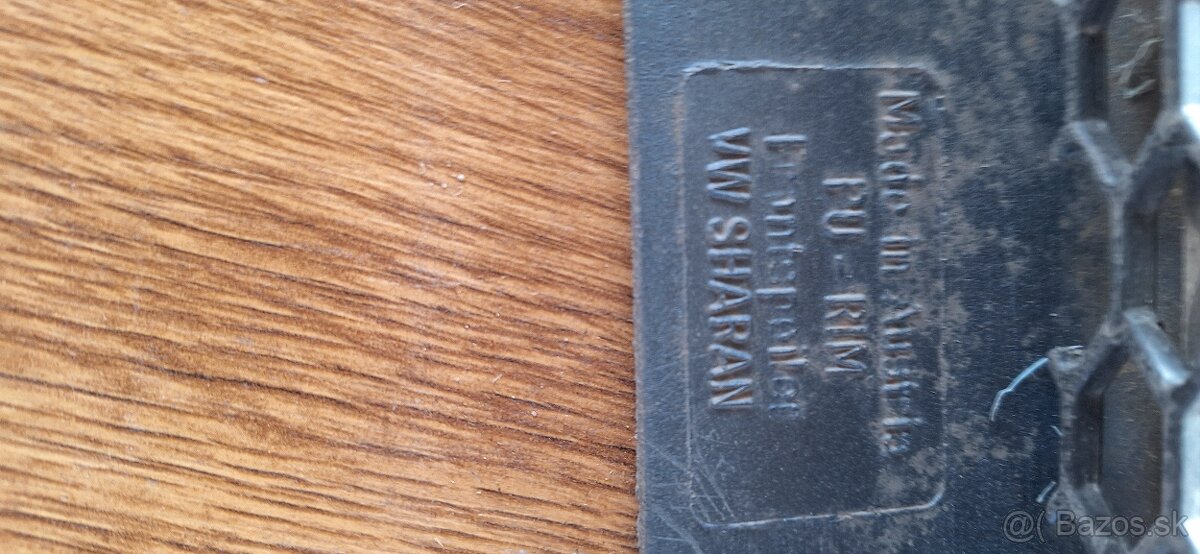 Made in Austria
PU - RIM
Frontspoiler
VW SHARAN
@( Bazos.sk